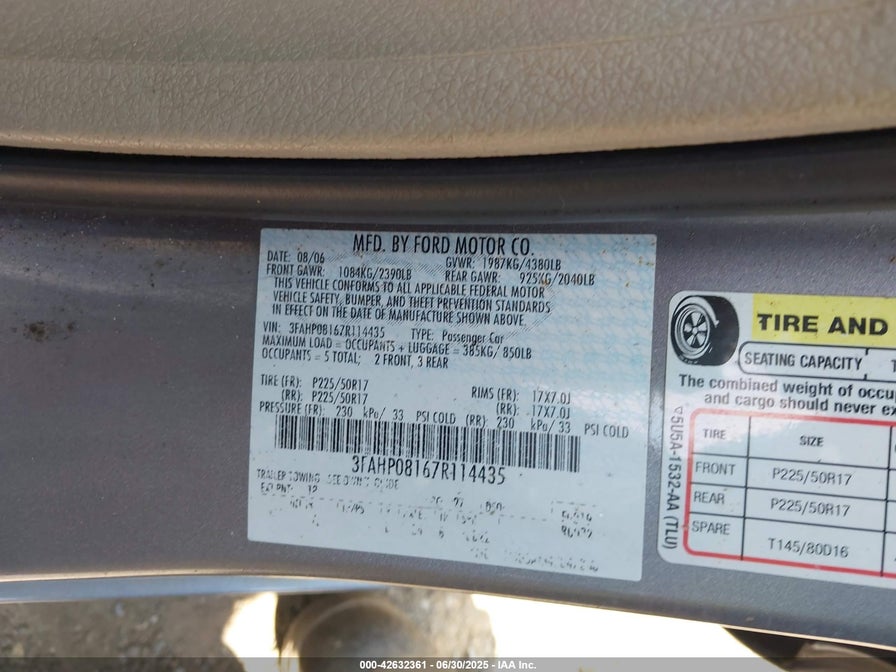 MFD. BY FORD MOTOR CO.
DATE: 08/06 GVWR: 1987KG/4380LB
FRONT GAWR: 1084KG/2390LB REAR GAWR: 925KG/2040LB
THIS VEHICLE CONFORMS TO ALL APPLICABLE FEDERAL MOTOR
VEHICLE SAFETY, BUMPER, AND THEFT PREVENTION STANDARDS
IN EFFECT ON THE DATE OF MANUFACTURE SHOWN ABOVE.
VIN: 3FAHP08167R114435 TYPE: Passenger Car
MAXIMUM LOAD = OCCUPANTS + LUGGAGE = 385KG/ 850LB
OCCUPANTS = 5 TOTAL; 2 FRONT, 3 REAR
TIRE (FR): P225/50R17 RIMS (FR): 17X7.0J
(RR): P225/50R17 (RR): 17X7.0J
PRESSURE (FR): 230 kPa/ 33 PSI COLD (RR): 230 kPa/ 33 PSI COLD
3FAHP08167R114435
TRAILER TOWING
TIRE AND
SEATING CAPACITY
The combined weight of
and cargo should never
TIRE SIZE
FRONT P225/50R17
REAR P225/50R17
SPARE T145/80D16
5U5A-1532-AA (TLU)
000-42632361 - 06/30/2025 - IAA Inc.